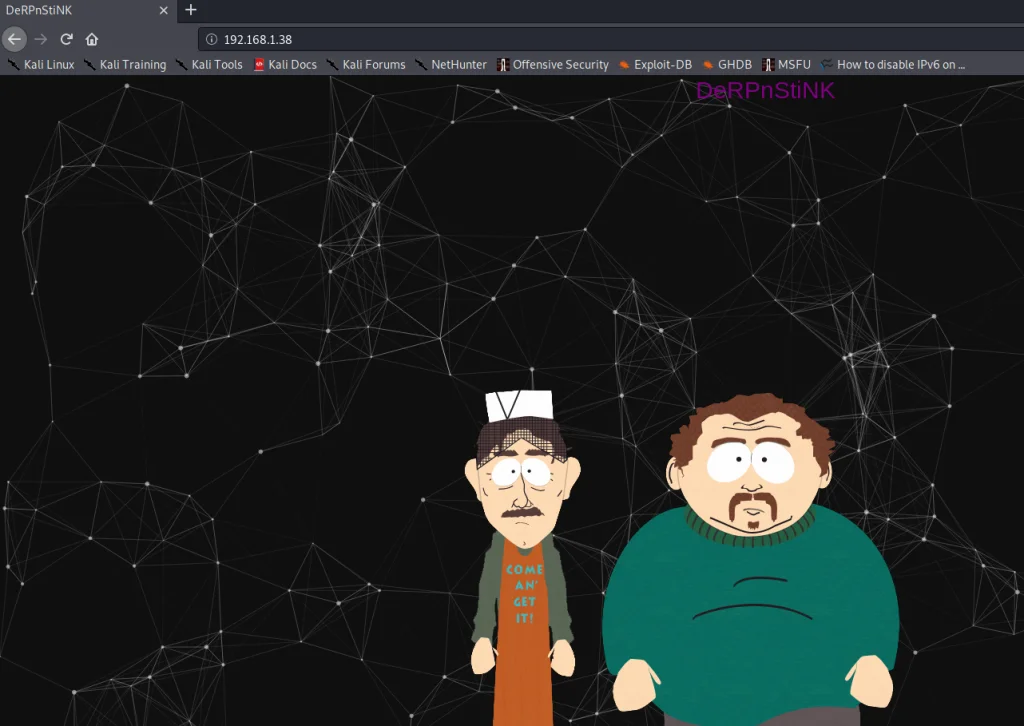 DeRPnStiNK
192.168.1.38
Kali Linux Kali Training Kali Tools Kali Docs Kali Forums NetHunter Offensive Security Exploit-DB GHDB MSFU How to disable IPv6 on ...
DeRPnStiNK
COME
AN'
GET
IT!